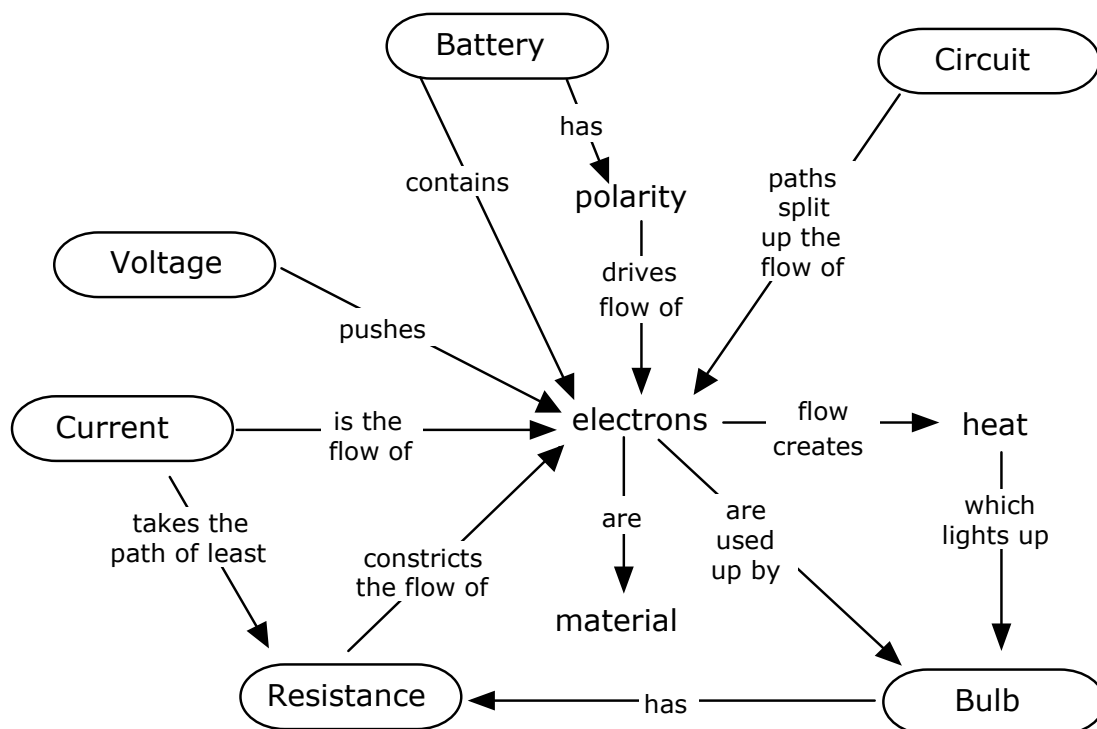 Battery
Circuit
has
contains
polarity
paths
split
up the
flow of
Voltage
drives
flow of
pushes
Current
is the
flow of
electrons
flow
creates
heat
takes the
path of least
constricts
the flow of
are
are
used
up by
which
lights up
material
Resistance
has
Bulb